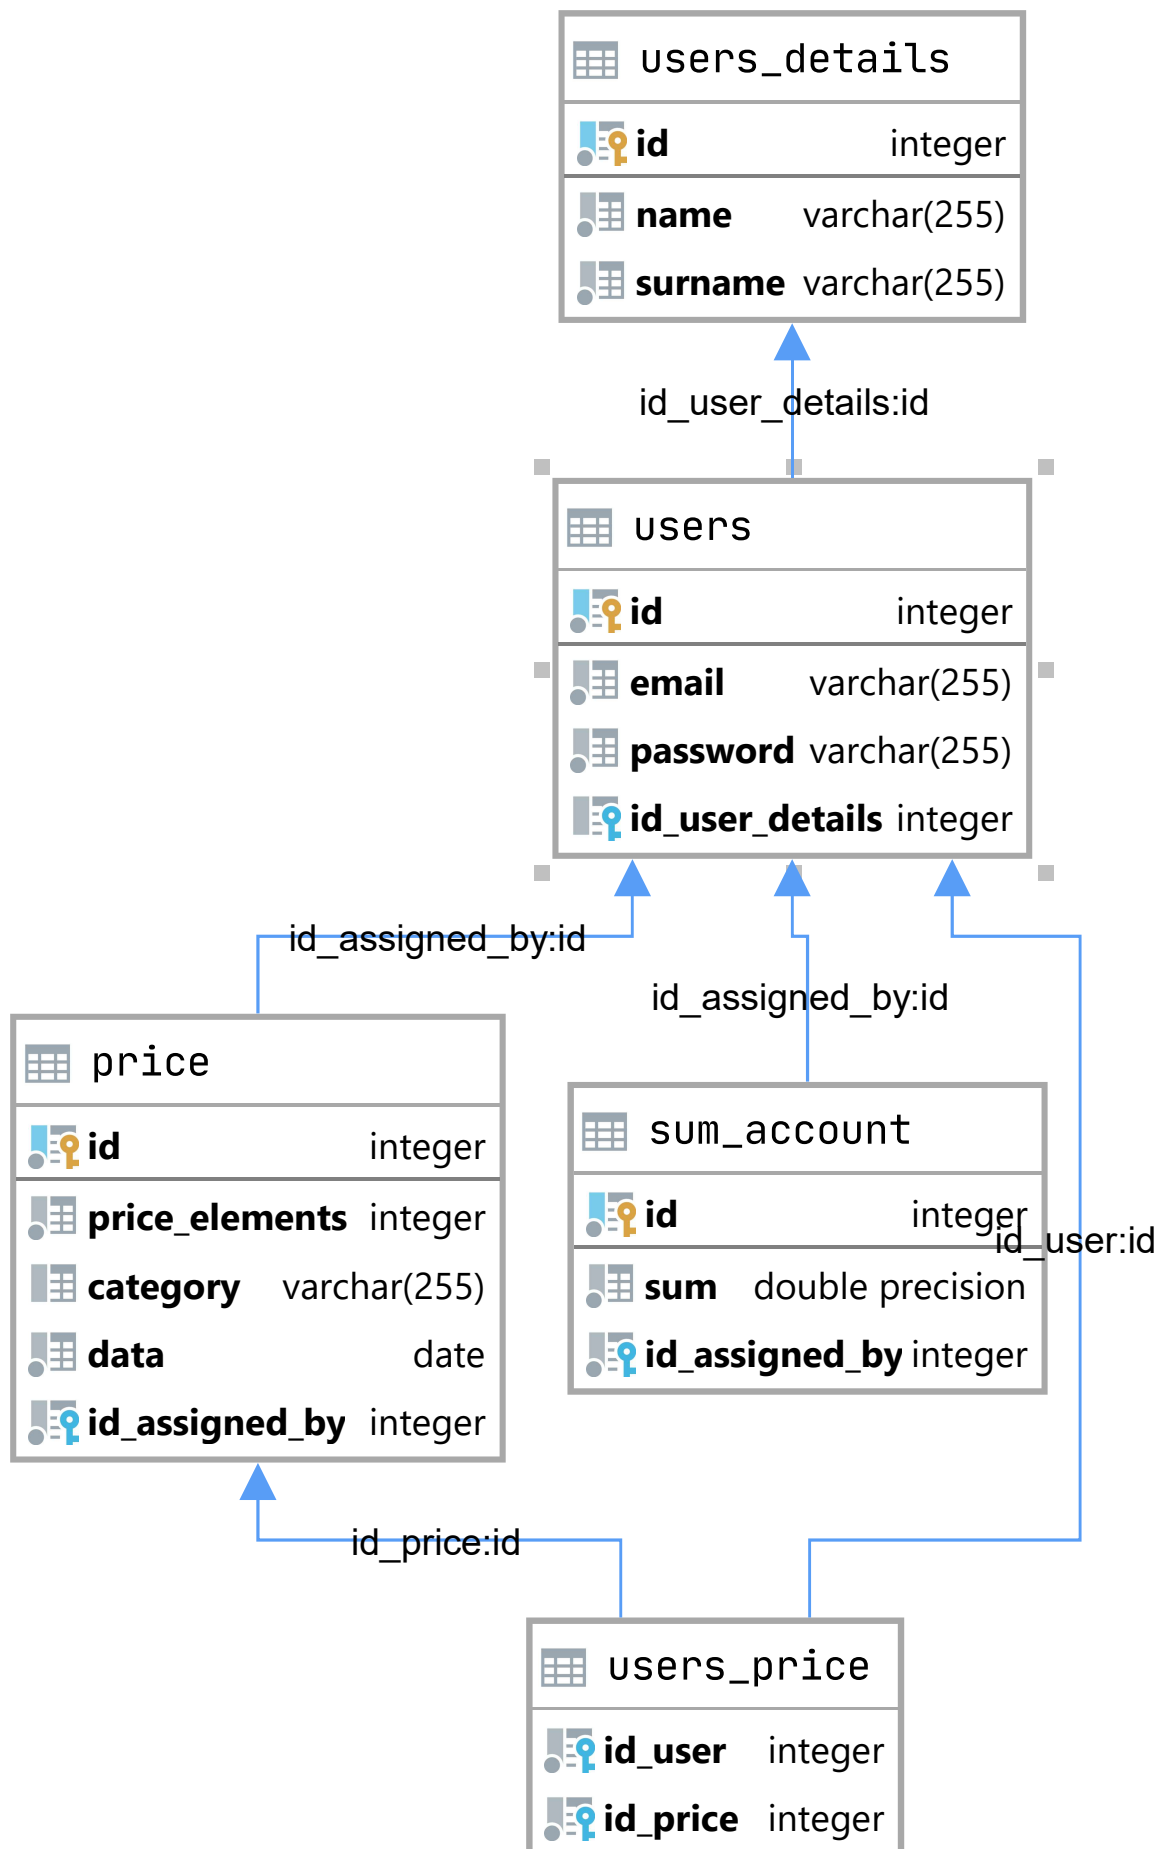 users_details
id integer
name varchar(255)
surname varchar(255)
id_user_details:id
users
id integer
email varchar(255)
password varchar(255)
id_user_details integer
id_assigned_by:id
id_assigned_by:id
price
id integer
price_elements integer
category varchar(255)
data date
id_assigned_by integer
sum_account
id integer
id_user:id
sum double precision
id_assigned_by integer
id_price:id
users_price
id_user integer
id_price integer